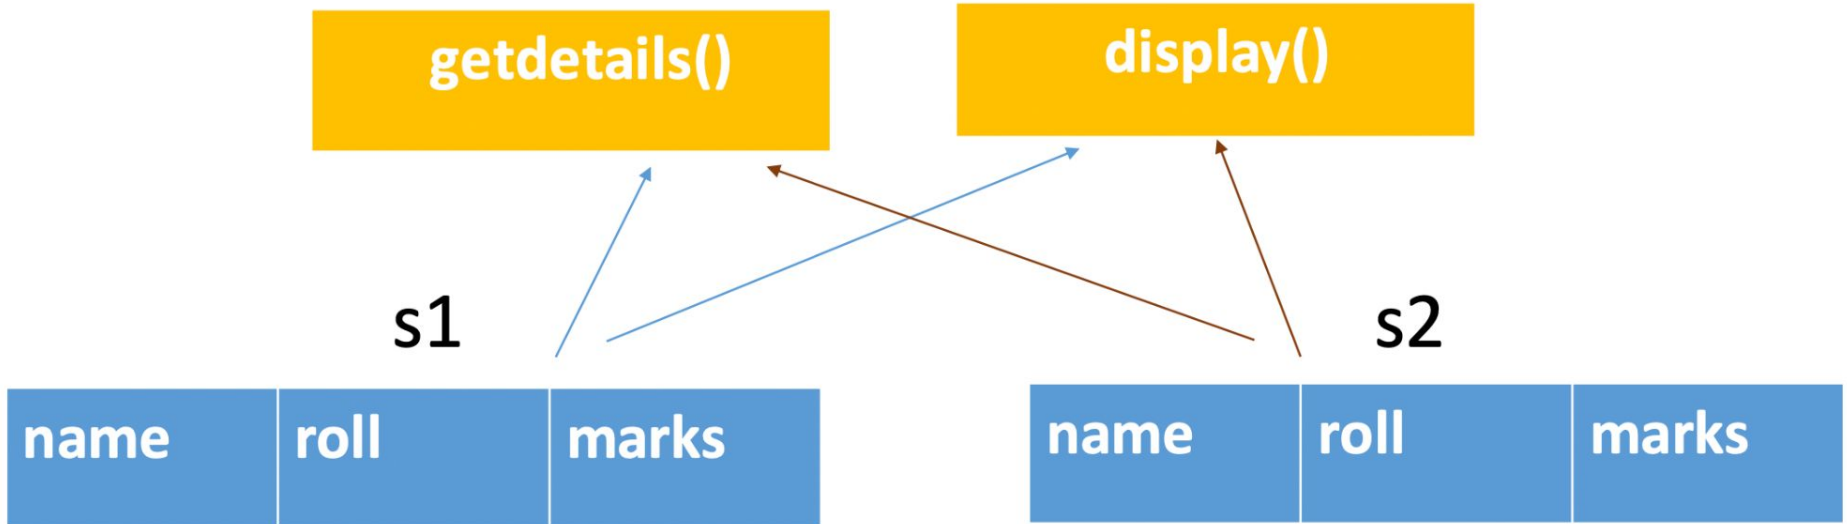 getdetails()
display()
s1
s2
name roll marks
name roll marks